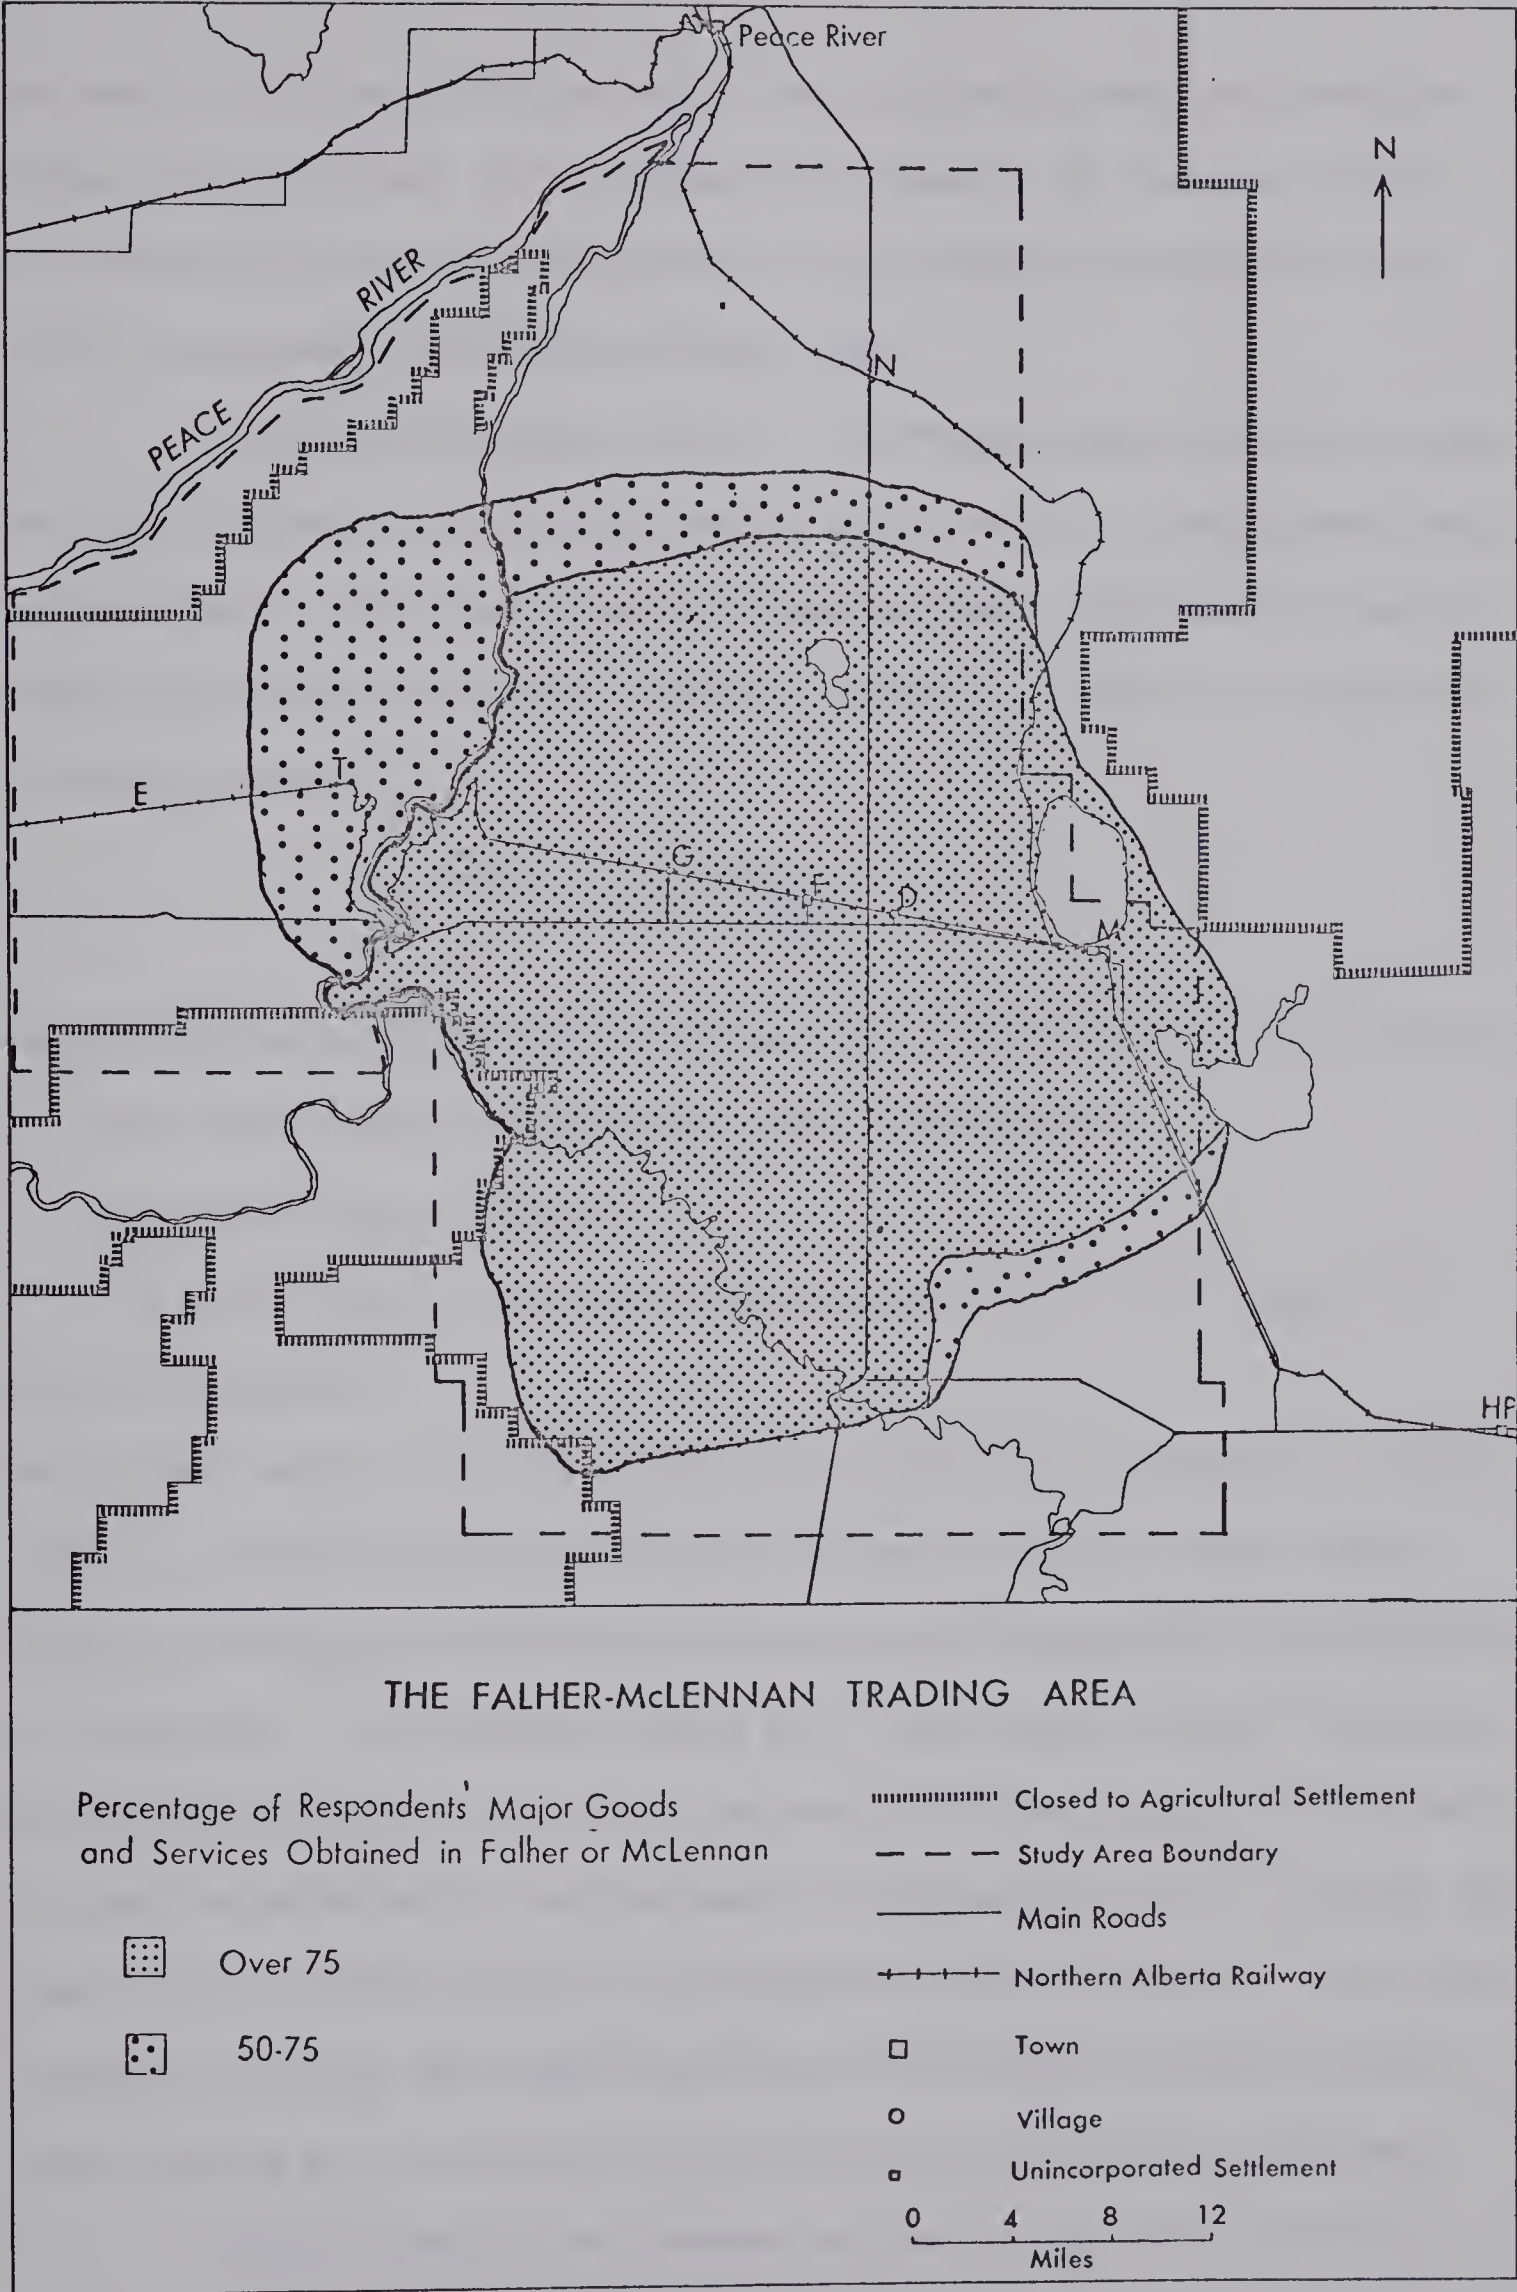 Peace River
N
RIVER
PEACE
N
E
T
G
F
D
M
HP
THE FALHER-McLENNAN TRADING AREA
Percentage of Respondents' Major Goods
and Services Obtained in Falher or McLennan
Over 75
50-75
Closed to Agricultural Settlement
Study Area Boundary
Main Roads
Northern Alberta Railway
Town
Village
Unincorporated Settlement
0 4 8 12
Miles